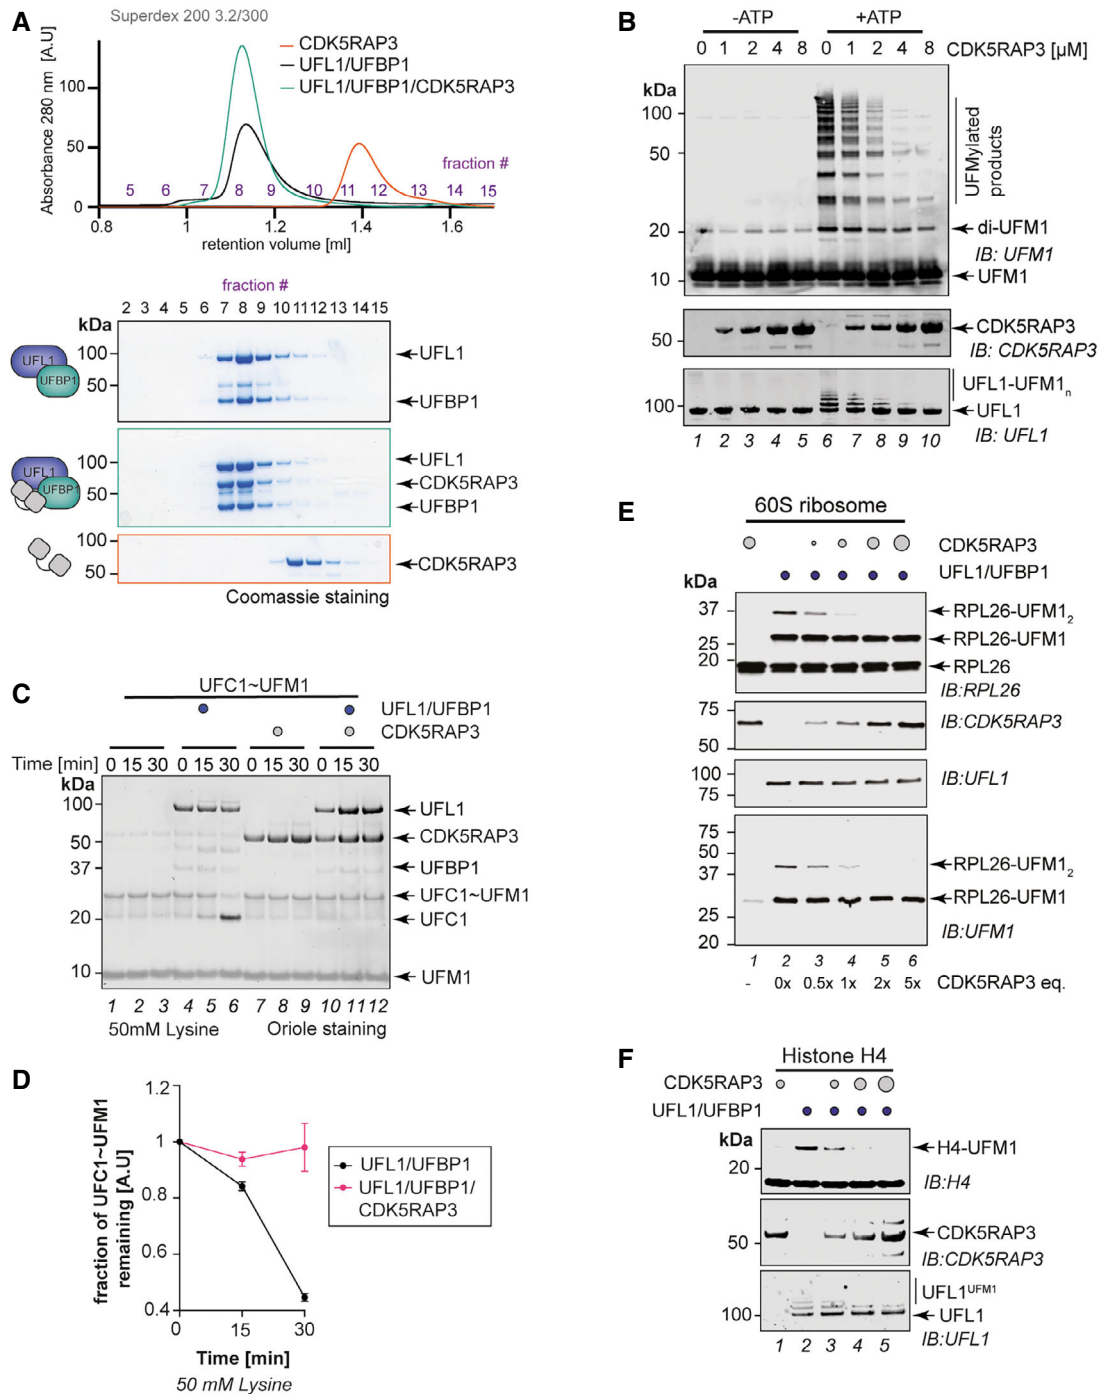 A
Superdex 200 3.2/300
Absorbance 280 nm [A.U]
100
50
0
CDK5RAP3
UFL1/UFBP1
UFL1/UFBP1/CDK5RAP3
fraction #
5 6 7 8 9 10 11 12 13 14 15
0.8 1 1.2 1.4 1.6
retention volume [ml]
fraction #
2 3 4 5 6 7 8 9 10 11 12 13 14 15
kDa
UFL1
UFBP1
100
50
UFL1
UFBP1
UFL1
UFBP1
100
50
UFL1
CDK5RAP3
UFBP1
100
50
CDK5RAP3
Coomassie staining
B
-ATP +ATP
0 1 2 4 8 0 1 2 4 8 CDK5RAP3 [µM]
kDa
100
50
20
10
UFMylated products
di-UFM1
IB: UFM1
UFM1
50
CDK5RAP3
IB: CDK5RAP3
100
UFL1-UFM1n
UFL1
IB: UFL1
1 2 3 4 5 6 7 8 9 10
C
UFC1~UFM1
UFL1/UFBP1
CDK5RAP3
Time [min] 0 15 30 0 15 30 0 15 30 0 15 30
kDa
100
50
37
20
10
UFL1
CDK5RAP3
UFBP1
UFC1~UFM1
UFC1
UFM1
1 2 3 4 5 6 7 8 9 10 11 12
50mM Lysine Oriole staining
D
fraction of UFC1~UFM1
remaining [A.U]
1.2
1
0.8
0.6
0.4
UFL1/UFBP1
UFL1/UFBP1/
CDK5RAP3
0 15 30
Time [min]
50 mM Lysine
E
60S ribosome
CDK5RAP3
UFL1/UFBP1
kDa
37
25
20
RPL26-UFM12
RPL26-UFM1
RPL26
IB:RPL26
75
50
IB:CDK5RAP3
100
75
IB:UFL1
75
50
37
25
20
RPL26-UFM12
RPL26-UFM1
IB:UFM1
1 2 3 4 5 6
- 0x 0.5x 1x 2x 5x CDK5RAP3 eq.
F
Histone H4
CDK5RAP3
UFL1/UFBP1
kDa
20
H4-UFM1
IB:H4
50
CDK5RAP3
IB:CDK5RAP3
100
UFL1UFM1
UFL1
IB:UFL1
1 2 3 4 5